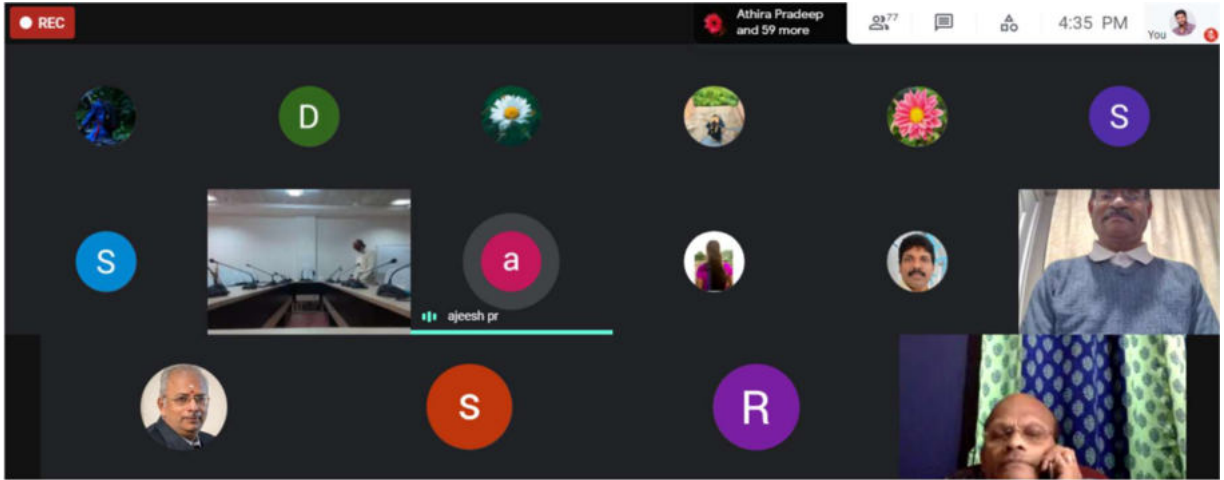 REC
Athira Pradeep
and 59 more
77
4:35 PM
You
D
S
S
a
ajeesh pr
s
R